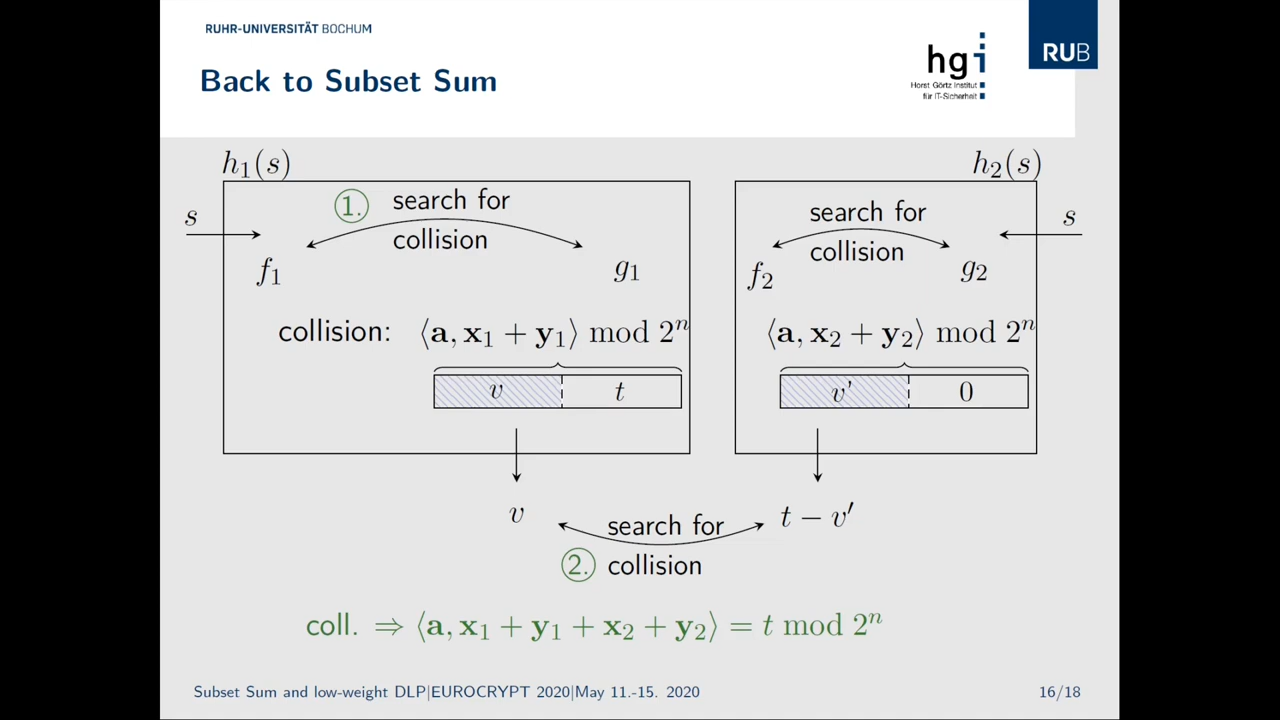 RUHR-UNIVERSITÄT BOCHUM
hgi
Horst Görtz Institut
für IT-Sicherheit
RUB
Back to Subset Sum
h₁(s)
h₂(s)
s
1.
search for
collision
f₁
g₁
search for
collision
s
f₂
g₂
collision: ⟨a, x₁ + y₁⟩ mod 2ⁿ
⟨a, x₂ + y₂⟩ mod 2ⁿ
v
t
v'
0
v
search for
t − v′
2.
collision
coll. ⇒ ⟨a, x₁ + y₁ + x₂ + y₂⟩ = t mod 2ⁿ
Subset Sum and low-weight DLP|EUROCRYPT 2020|May 11.-15. 2020
16/18